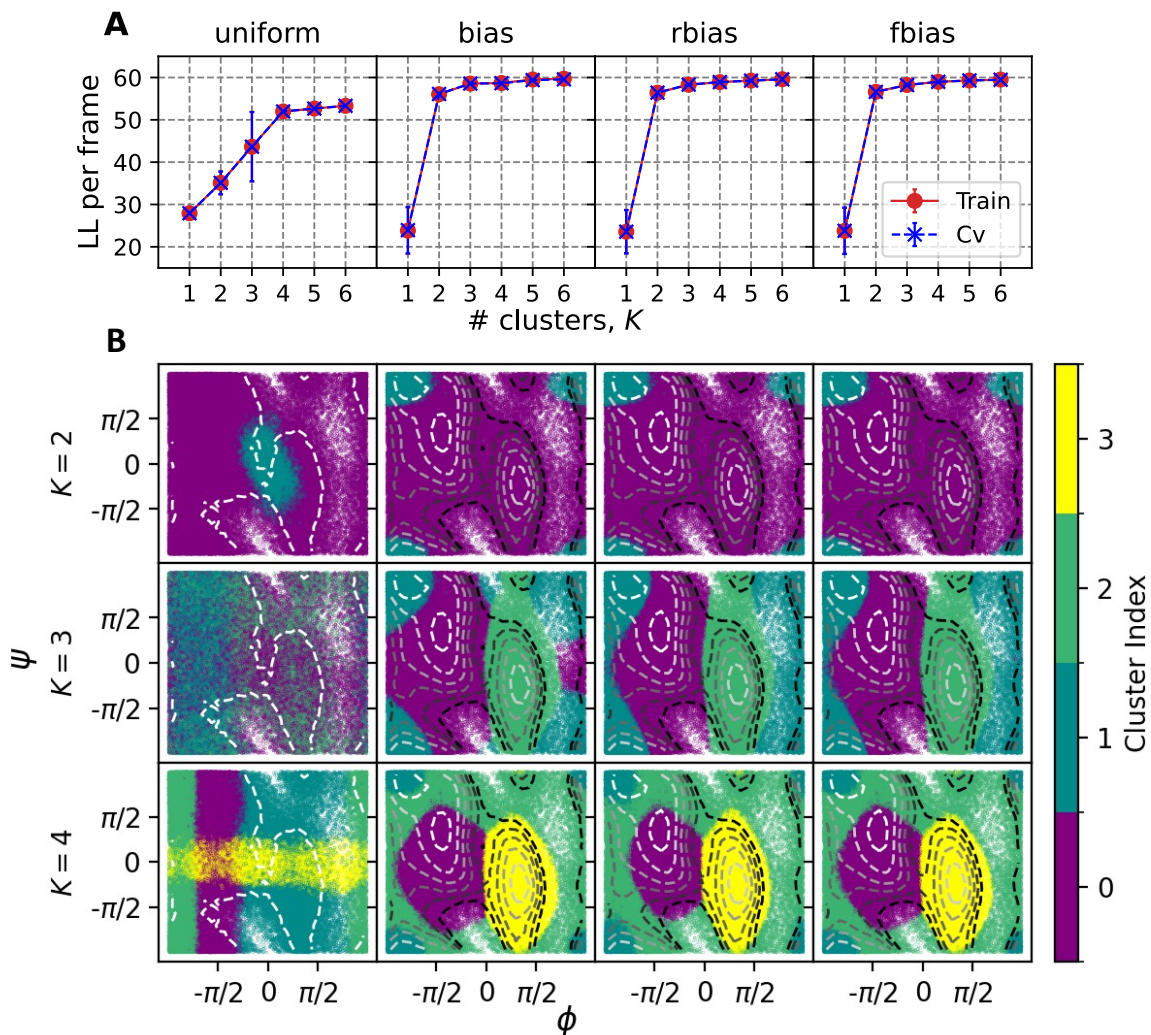 A
uniform bias rbias fbias
60
50
40
30
20
LL per frame
Train
Cv
1 2 3 4 5 6 1 2 3 4 5 6 1 2 3 4 5 6 1 2 3 4 5 6
# clusters, K
B
K = 2
π/2
0
-π/2
K = 3
π/2
0
-π/2
K = 4
π/2
0
-π/2
ψ
-π/2 0 π/2 -π/2 0 π/2 -π/2 0 π/2 -π/2 0 π/2
ϕ
3
2
1
0
Cluster Index